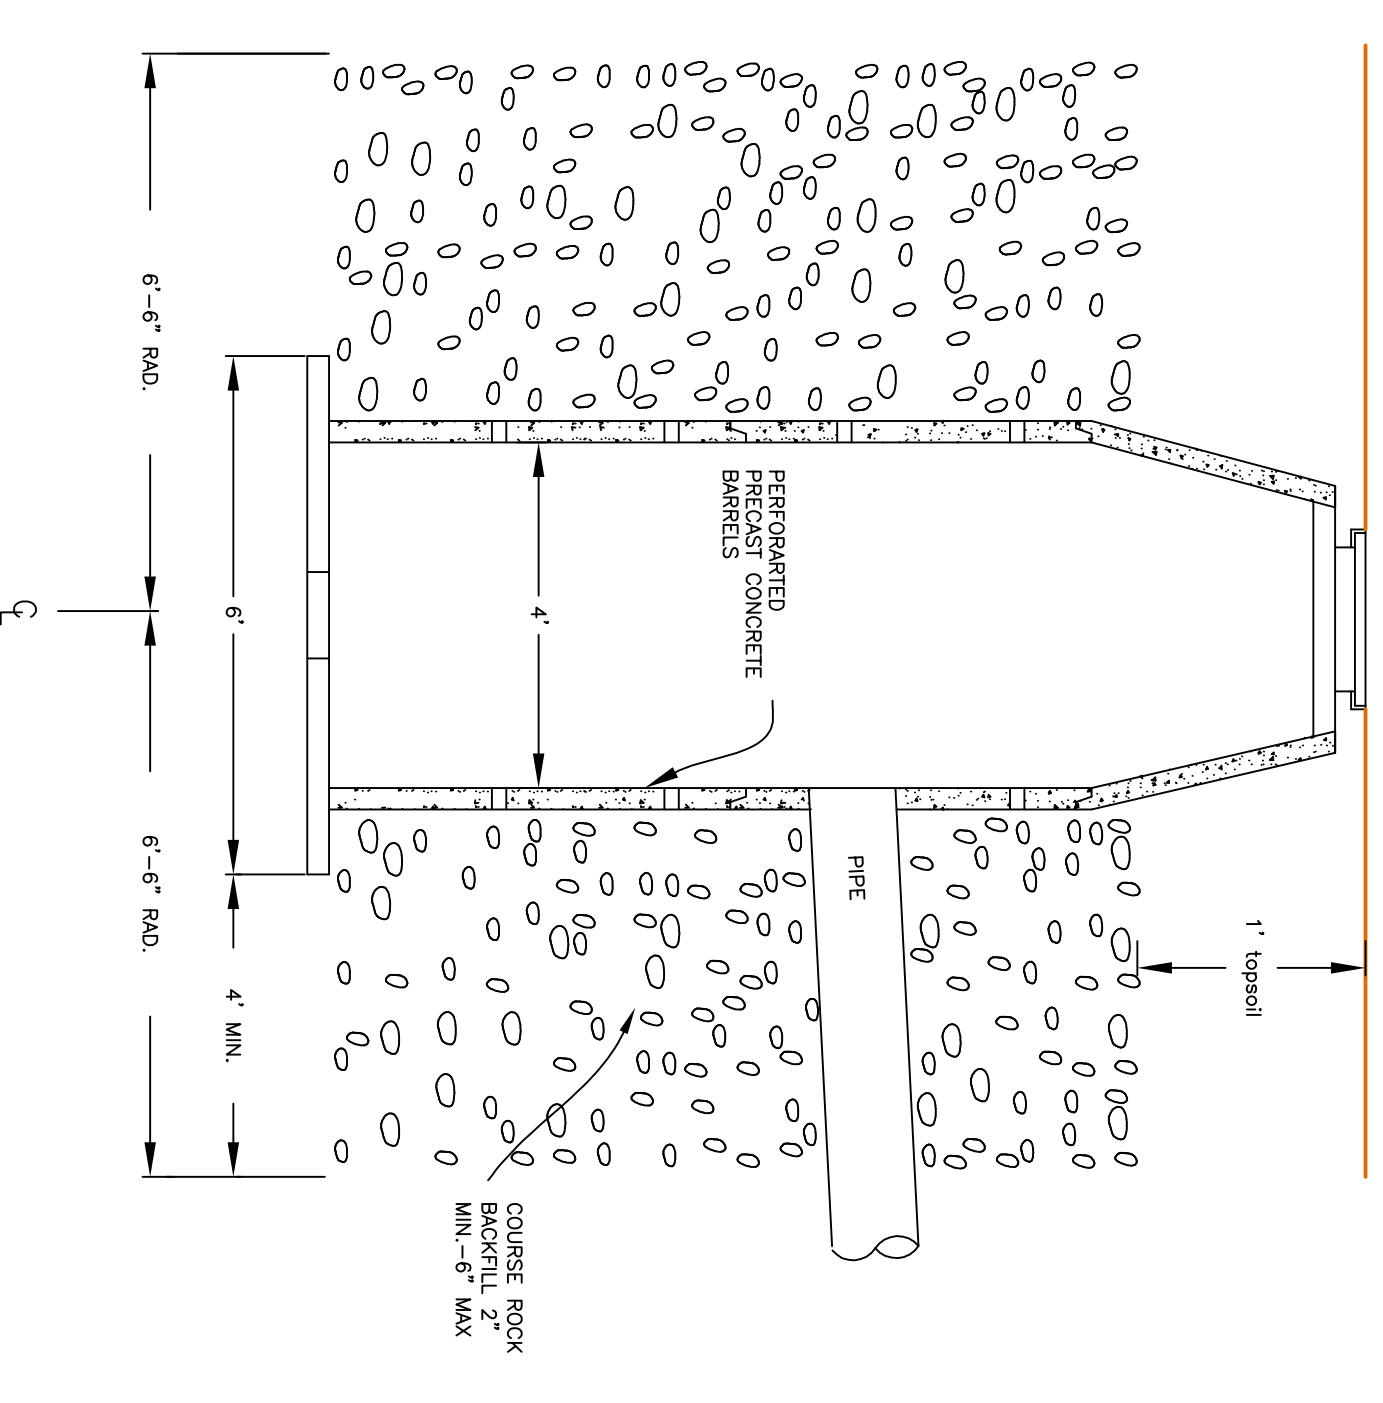 1' topsoil
PIPE
PERFORARTED
PRECAST CONCRETE
BARRELS
4'
COURSE ROCK
BACKFILL 2"
MIN.-6" MAX
6'
4' MIN.
6'-6" RAD.
6'-6" RAD.
CL